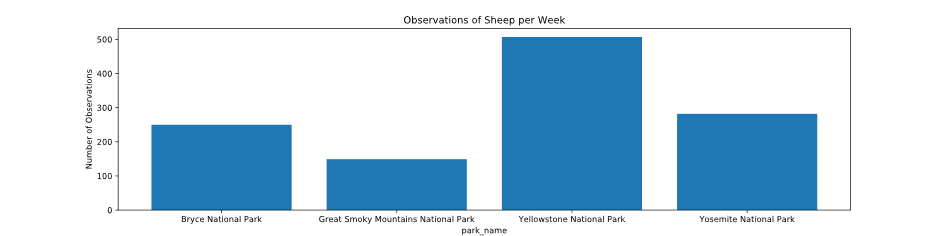 Observations of Sheep per Week
Number of Observations
500
400
300
200
100
0
Bryce National Park
Great Smoky Mountains National Park
Yellowstone National Park
Yosemite National Park
park_name